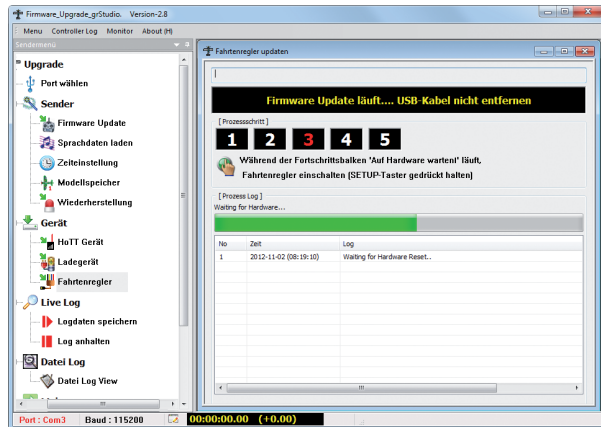 Firmware_Upgrade_grStudio. Version-2.8
Menu Controller Log Monitor About (H)
Sendermenü
Upgrade
Port wählen
Sender
Firmware Update
Sprachdaten laden
Zeiteinstellung
Modellspeicher
Wiederherstellung
Gerät
HoTT Gerät
Ladegerät
Fahrtenregler
Live Log
Logdaten speichern
Log anhalten
Datei Log
Datei Log View
Fahrtenregler updaten
Firmware Update läuft.... USB-Kabel nicht entfernen
[ Prozessschritt ]
1 2 3 4 5
Während der Fortschrittsbalken 'Auf Hardware warten!' läuft,
Fahrtenregler einschalten (SETUP-Taster gedrückt halten)
[ Prozess Log ]
Waiting for Hardware...
No Zeit Log
1 2012-11-02 (08:19:10) Waiting for Hardware Reset...
Port : Com3 Baud : 115200 00:00:00.00 (+0.00)